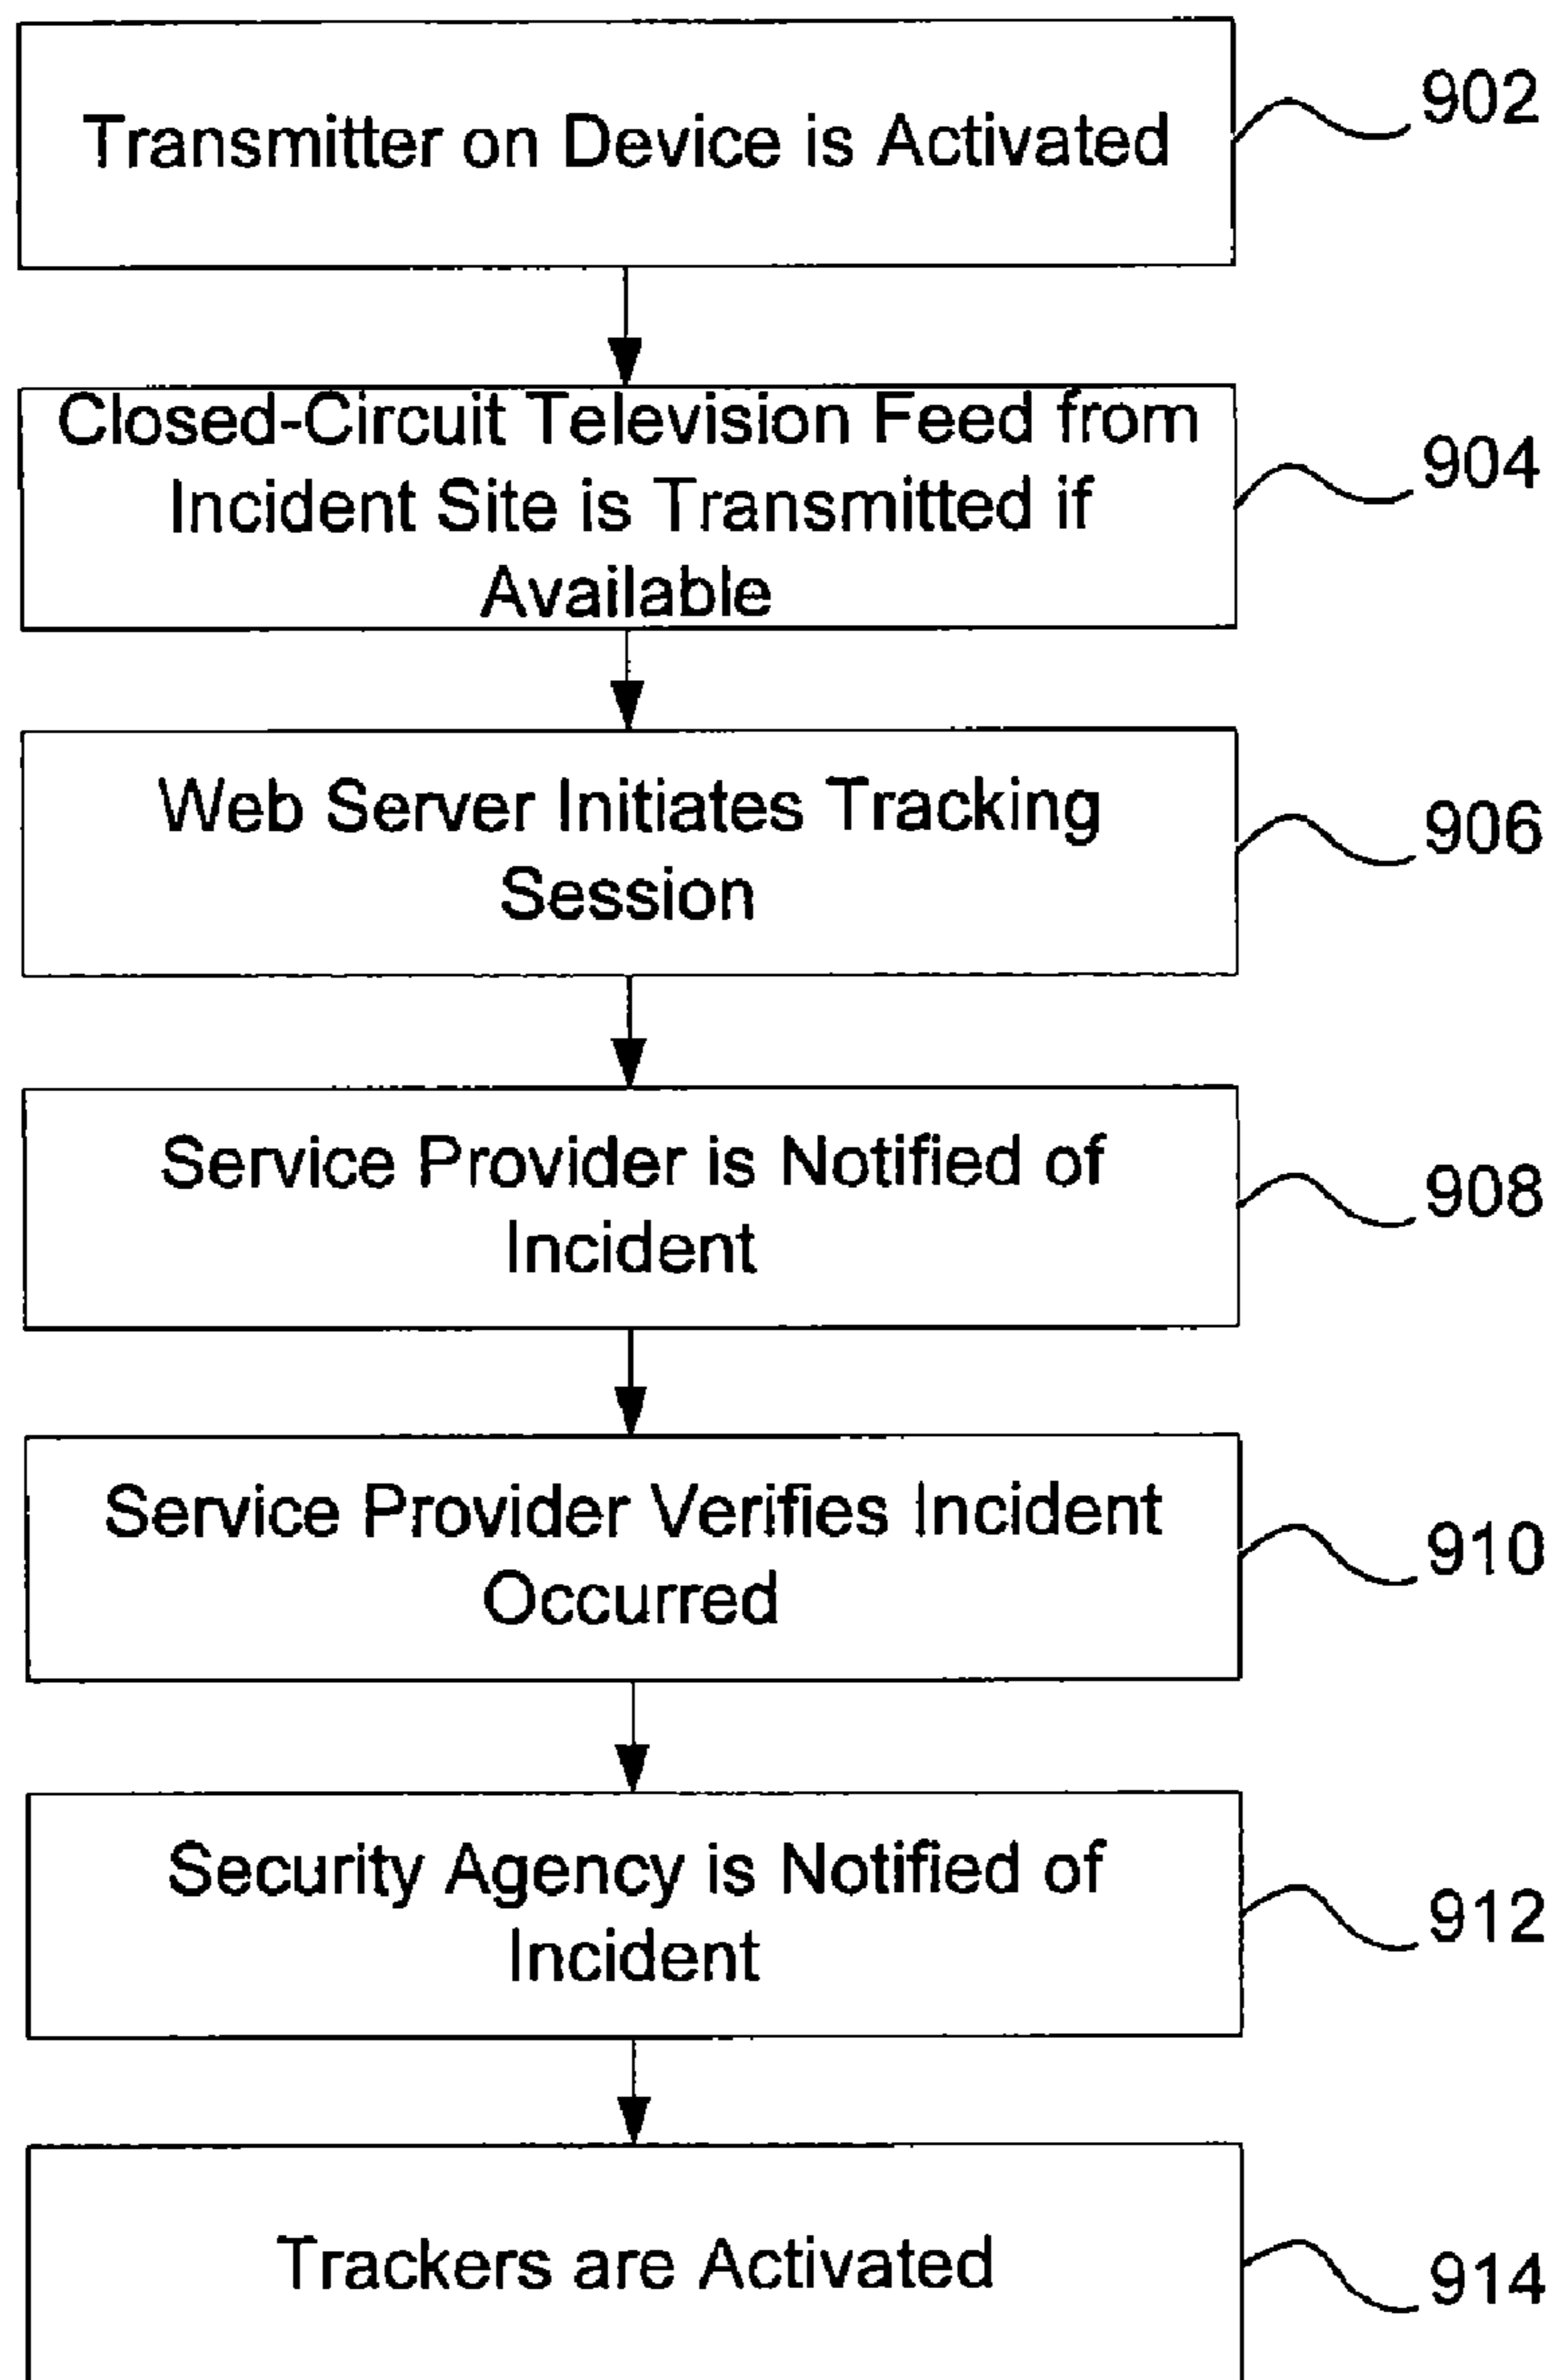 Transmitter on Device is Activated
902
Closed-Circuit Television Feed from
Incident Site is Transmitted if
Available
904
Web Server Initiates Tracking
Session
906
Service Provider is Notified of
Incident
908
Service Provider Verifies Incident
Occurred
910
Security Agency is Notified of
Incident
912
Trackers are Activated
914